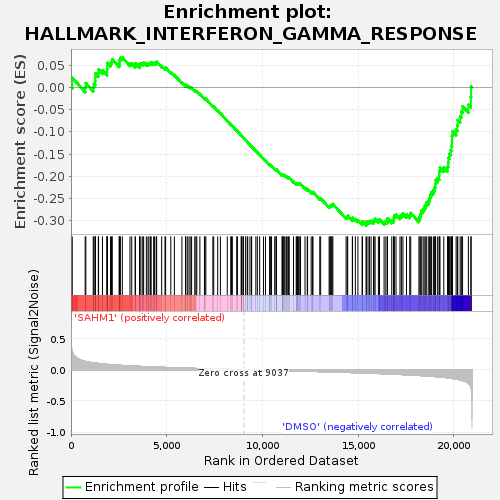 Enrichment plot:
HALLMARK_INTERFERON_GAMMA_RESPONSE
Enrichment score (ES)
0.05
0.00
-0.05
-0.10
-0.15
-0.20
-0.25
-0.30
'SAHM1' (positively correlated)
Ranked list metric (Signal2Noise)
0.5
0.0
-0.5
-1.0
Zero cross at 9037
'DMSO' (negatively correlated)
0
5,000
10,000
15,000
20,000
Rank in Ordered Dataset
Enrichment profile
Hits
Ranking metric scores